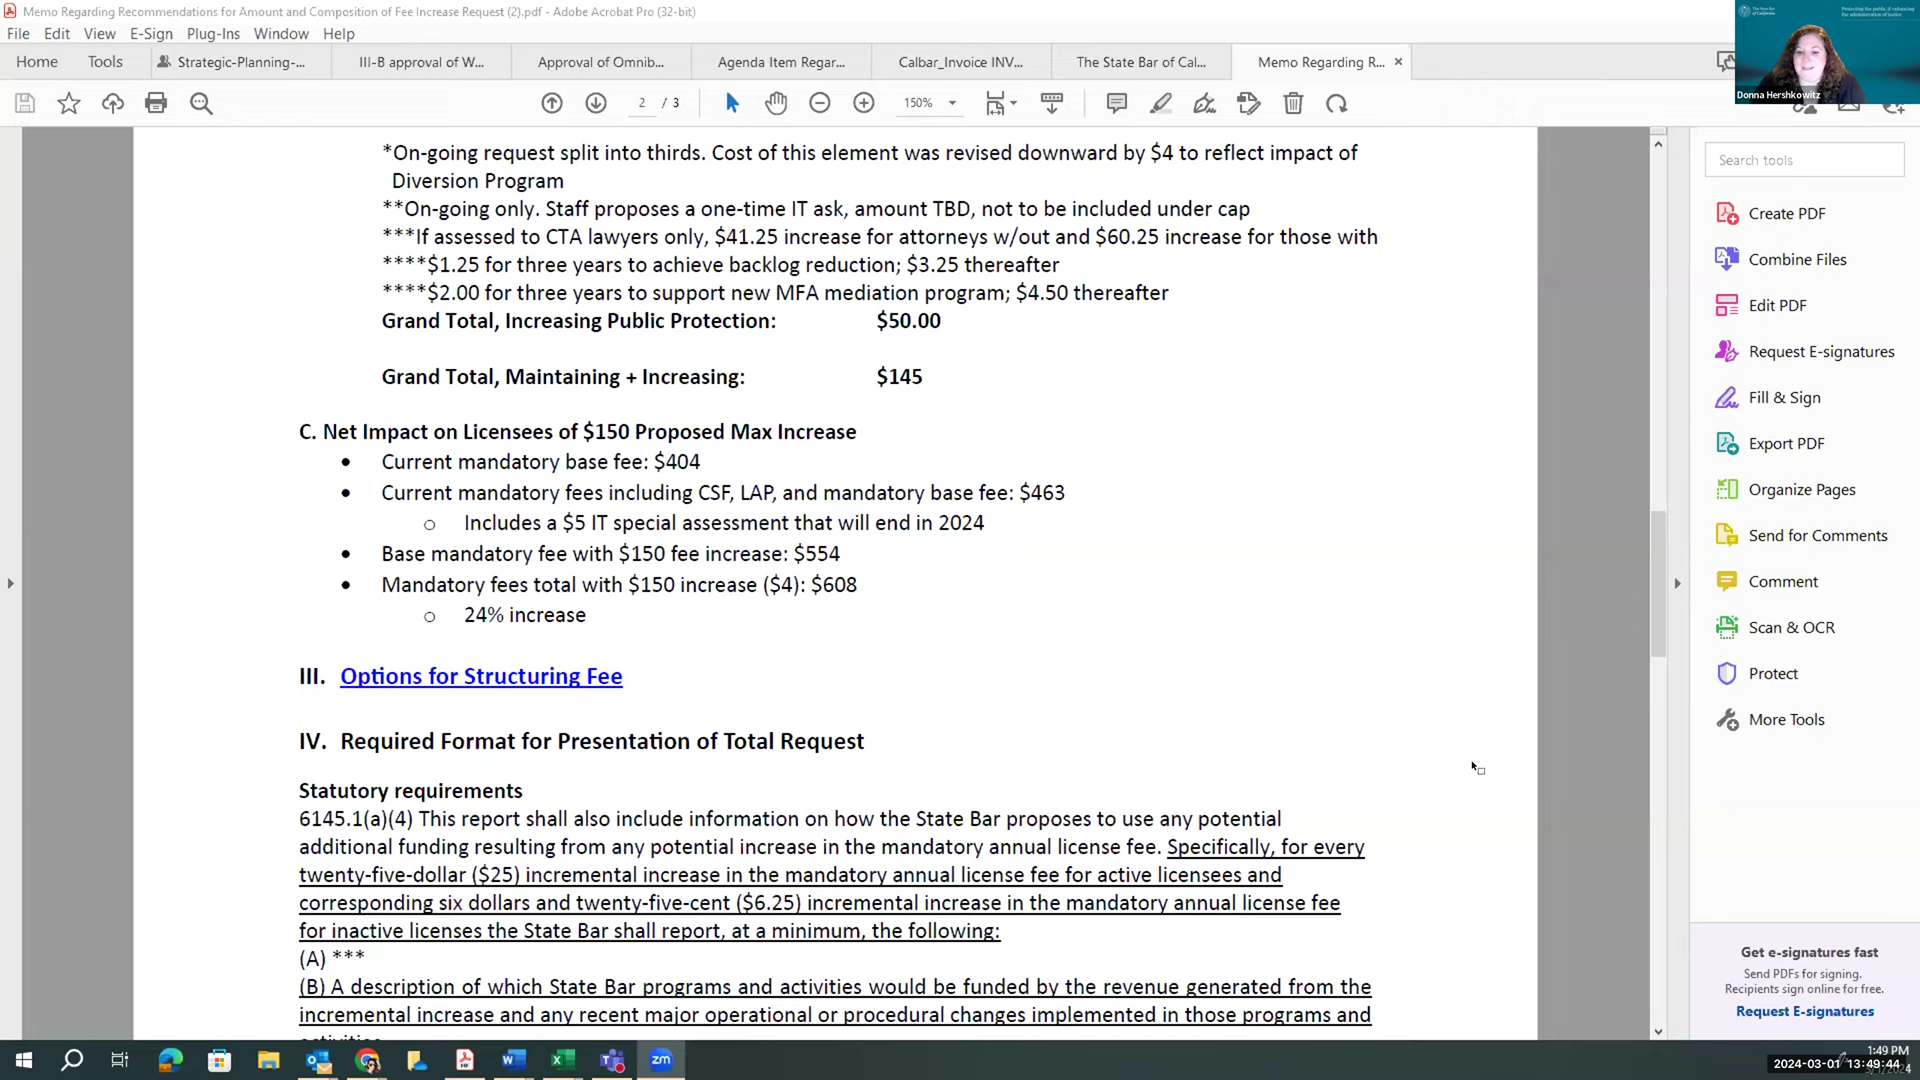 Memo Regarding Recommendations for Amount and Composition of Fee Increase Request (2).pdf - Adobe Acrobat Pro (32-bit)
File Edit View E-Sign Plug-Ins Window Help
Home Tools Strategic-Planning-... III-B approval of W... Approval of Omnib... Agenda Item Regar... Calbar_Invoice INV... The State Bar of Cal... Memo Regarding R... ×
Donna Hershkowitz
2 / 3 150%
*On-going request split into thirds. Cost of this element was revised downward by $4 to reflect impact of
Diversion Program
**On-going only. Staff proposes a one-time IT ask, amount TBD, not to be included under cap
***If assessed to CTA lawyers only, $41.25 increase for attorneys w/out and $60.25 increase for those with
****$1.25 for three years to achieve backlog reduction; $3.25 thereafter
****$2.00 for three years to support new MFA mediation program; $4.50 thereafter
Grand Total, Increasing Public Protection: $50.00
Grand Total, Maintaining + Increasing: $145
C. Net Impact on Licensees of $150 Proposed Max Increase
• Current mandatory base fee: $404
• Current mandatory fees including CSF, LAP, and mandatory base fee: $463
o Includes a $5 IT special assessment that will end in 2024
• Base mandatory fee with $150 fee increase: $554
• Mandatory fees total with $150 increase ($4): $608
o 24% increase
III. Options for Structuring Fee
IV. Required Format for Presentation of Total Request
Statutory requirements
6145.1(a)(4) This report shall also include information on how the State Bar proposes to use any potential
additional funding resulting from any potential increase in the mandatory annual license fee. Specifically, for every
twenty-five-dollar ($25) incremental increase in the mandatory annual license fee for active licensees and
corresponding six dollars and twenty-five-cent ($6.25) incremental increase in the mandatory annual license fee
for inactive licenses the State Bar shall report, at a minimum, the following:
(A) ***
(B) A description of which State Bar programs and activities would be funded by the revenue generated from the
incremental increase and any recent major operational or procedural changes implemented in those programs and
Search tools
Create PDF
Combine Files
Edit PDF
Request E-signatures
Fill & Sign
Export PDF
Organize Pages
Send for Comments
Comment
Scan & OCR
Protect
More Tools
Get e-signatures fast
Send PDFs for signing.
Recipients sign online for free.
Request E-signatures
zm
1:49 PM
2024-03-01 13:49:44